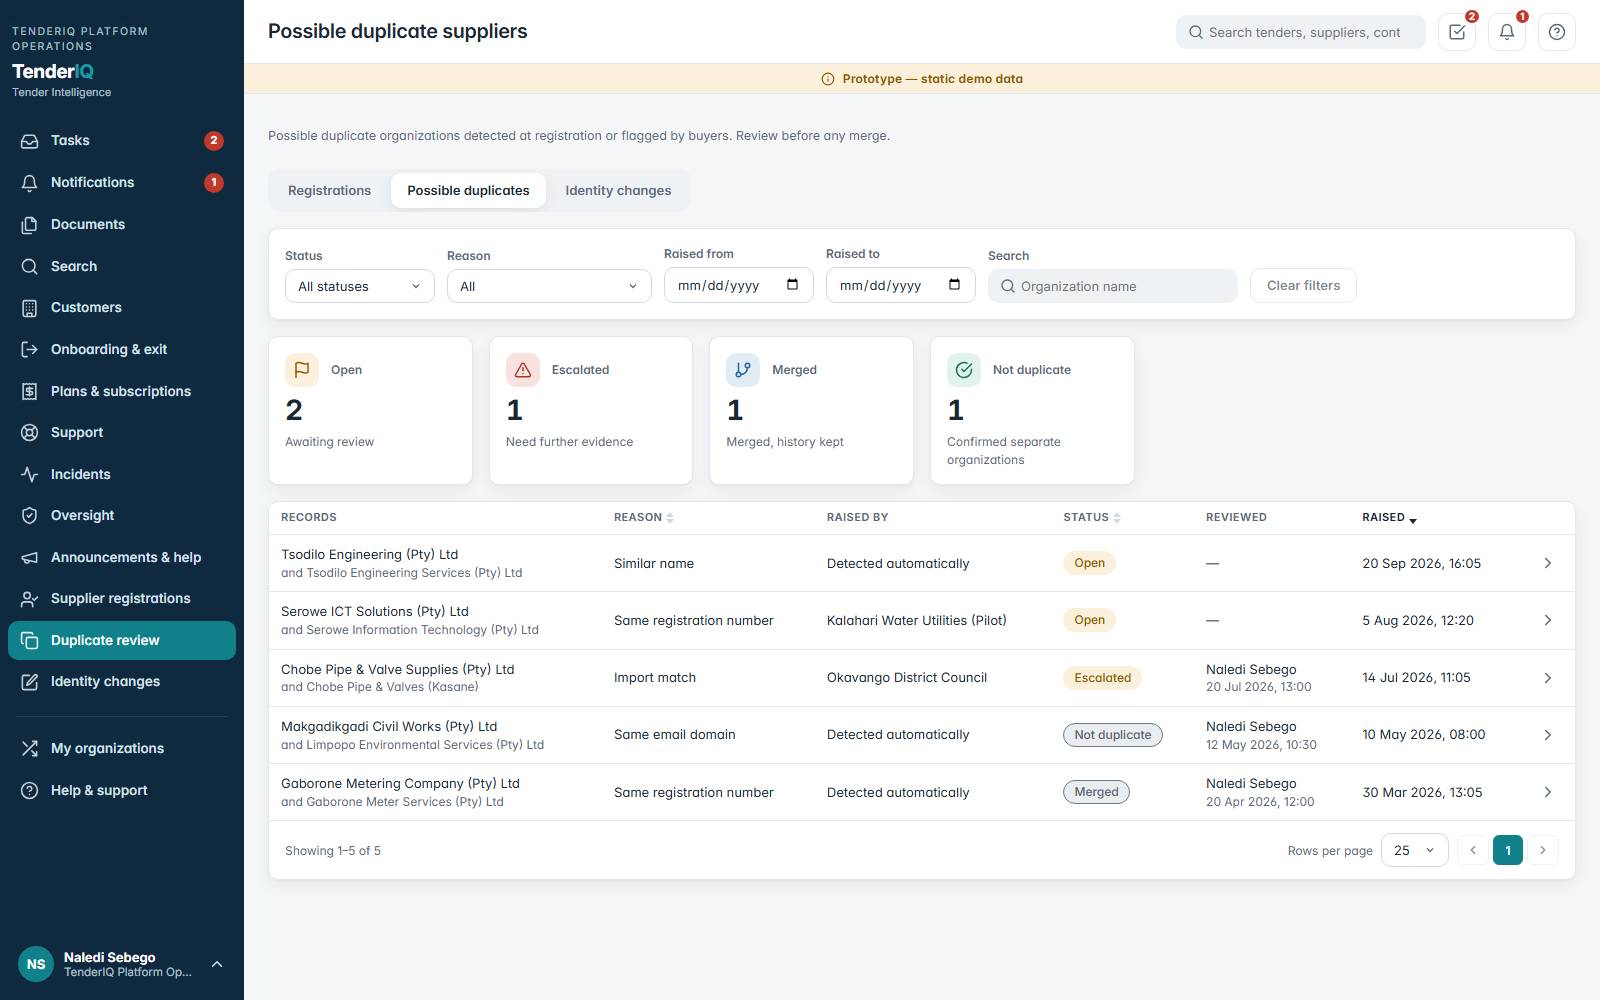 TENDERIQ PLATFORM
OPERATIONS
TenderIQ
Tender Intelligence
Tasks
2
Notifications
1
Documents
Search
Customers
Onboarding & exit
Plans & subscriptions
Support
Incidents
Oversight
Announcements & help
Supplier registrations
Duplicate review
Identity changes
My organizations
Help & support
NS
Naledi Sebego
TenderIQ Platform Op...
Possible duplicate suppliers
Search tenders, suppliers, cont
2
1
Prototype — static demo data
Possible duplicate organizations detected at registration or flagged by buyers. Review before any merge.
Registrations
Possible duplicates
Identity changes
Status
Reason
Raised from
Raised to
Search
All statuses
All
mm/dd/yyyy
mm/dd/yyyy
Organization name
Clear filters
Open
2
Awaiting review
Escalated
1
Need further evidence
Merged
1
Merged, history kept
Not duplicate
1
Confirmed separate
organizations
RECORDS REASON RAISED BY STATUS REVIEWED RAISED
Tsodilo Engineering (Pty) Ltd
and Tsodilo Engineering Services (Pty) Ltd
Similar name
Detected automatically
Open
—
20 Sep 2026, 16:05
Serowe ICT Solutions (Pty) Ltd
and Serowe Information Technology (Pty) Ltd
Same registration number
Kalahari Water Utilities (Pilot)
Open
—
5 Aug 2026, 12:20
Chobe Pipe & Valve Supplies (Pty) Ltd
and Chobe Pipe & Valves (Kasane)
Import match
Okavango District Council
Escalated
Naledi Sebego
20 Jul 2026, 13:00
14 Jul 2026, 11:05
Makgadikgadi Civil Works (Pty) Ltd
and Limpopo Environmental Services (Pty) Ltd
Same email domain
Detected automatically
Not duplicate
Naledi Sebego
12 May 2026, 10:30
10 May 2026, 08:00
Gaborone Metering Company (Pty) Ltd
and Gaborone Meter Services (Pty) Ltd
Same registration number
Detected automatically
Merged
Naledi Sebego
20 Apr 2026, 12:00
30 Mar 2026, 13:05
Showing 1–5 of 5
Rows per page
25
1